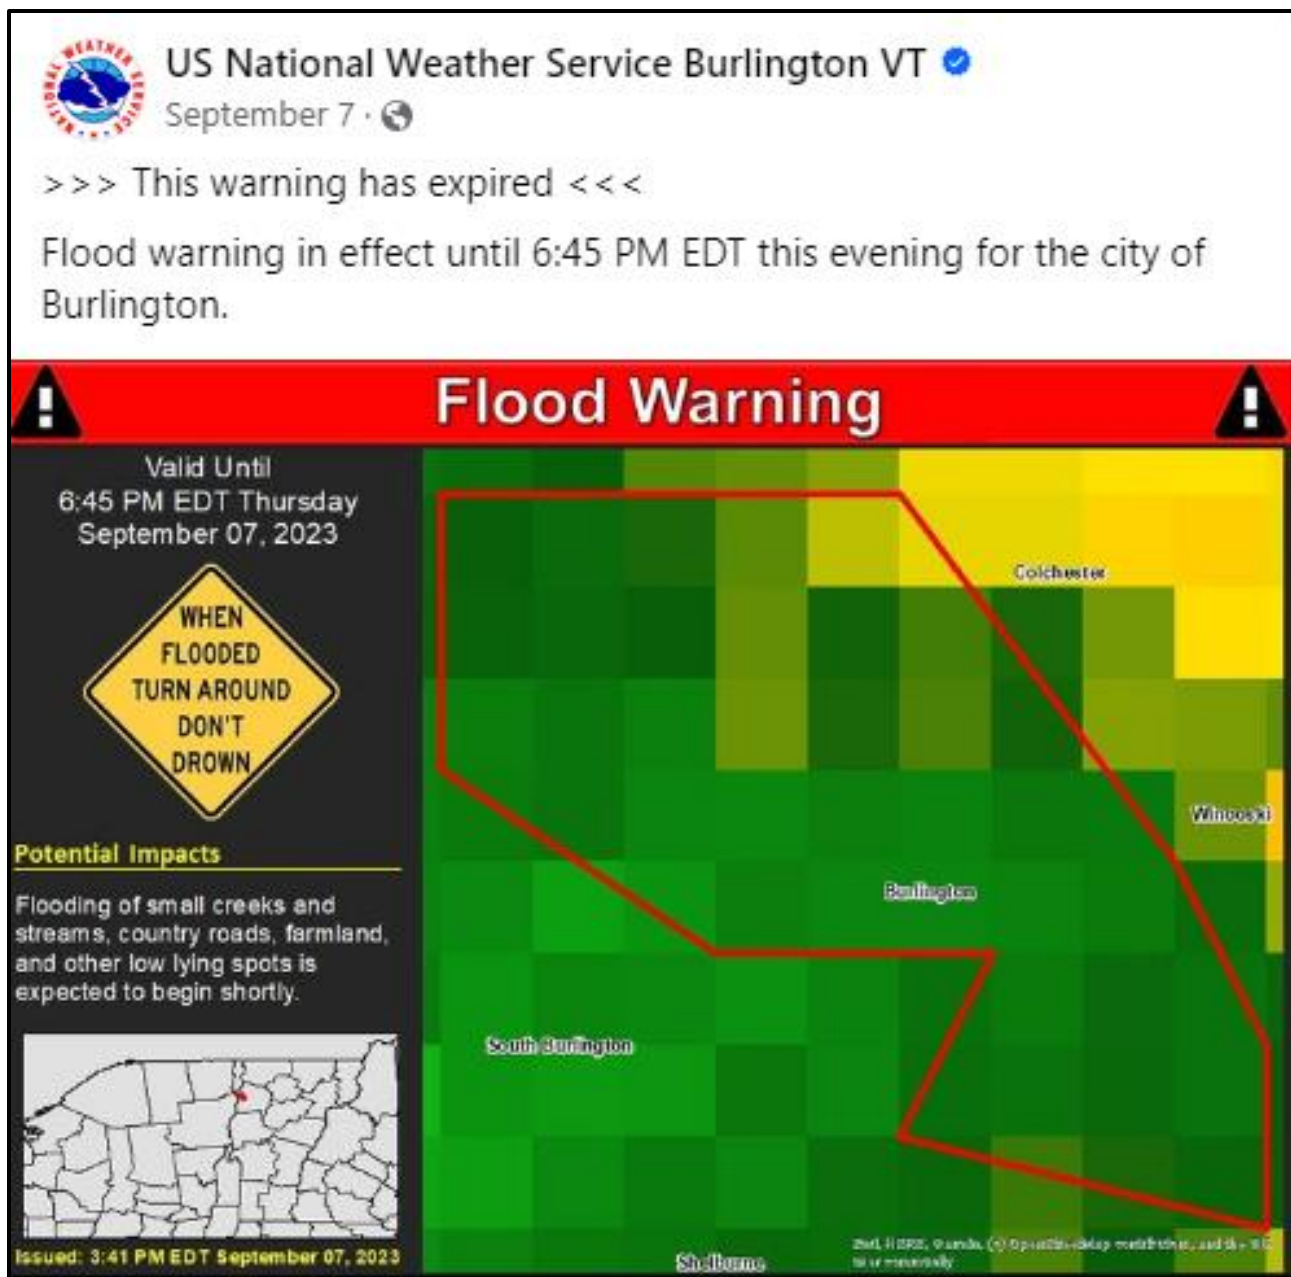 NATIONAL WEATHER SERVICE
US National Weather Service Burlington VT
September 7 ·
>>> This warning has expired <<<
Flood warning in effect until 6:45 PM EDT this evening for the city of
Burlington.
! Flood Warning !
Valid Until
6:45 PM EDT Thursday
September 07, 2023
WHEN
FLOODED
TURN AROUND
DON'T
DROWN
Potential Impacts
Flooding of small creeks and
streams, country roads, farmland,
and other low lying spots is
expected to begin shortly.
Issued: 3:41 PM EDT September 07, 2023
Colchester
Winooski
Burlington
South Burlington
Shelburne